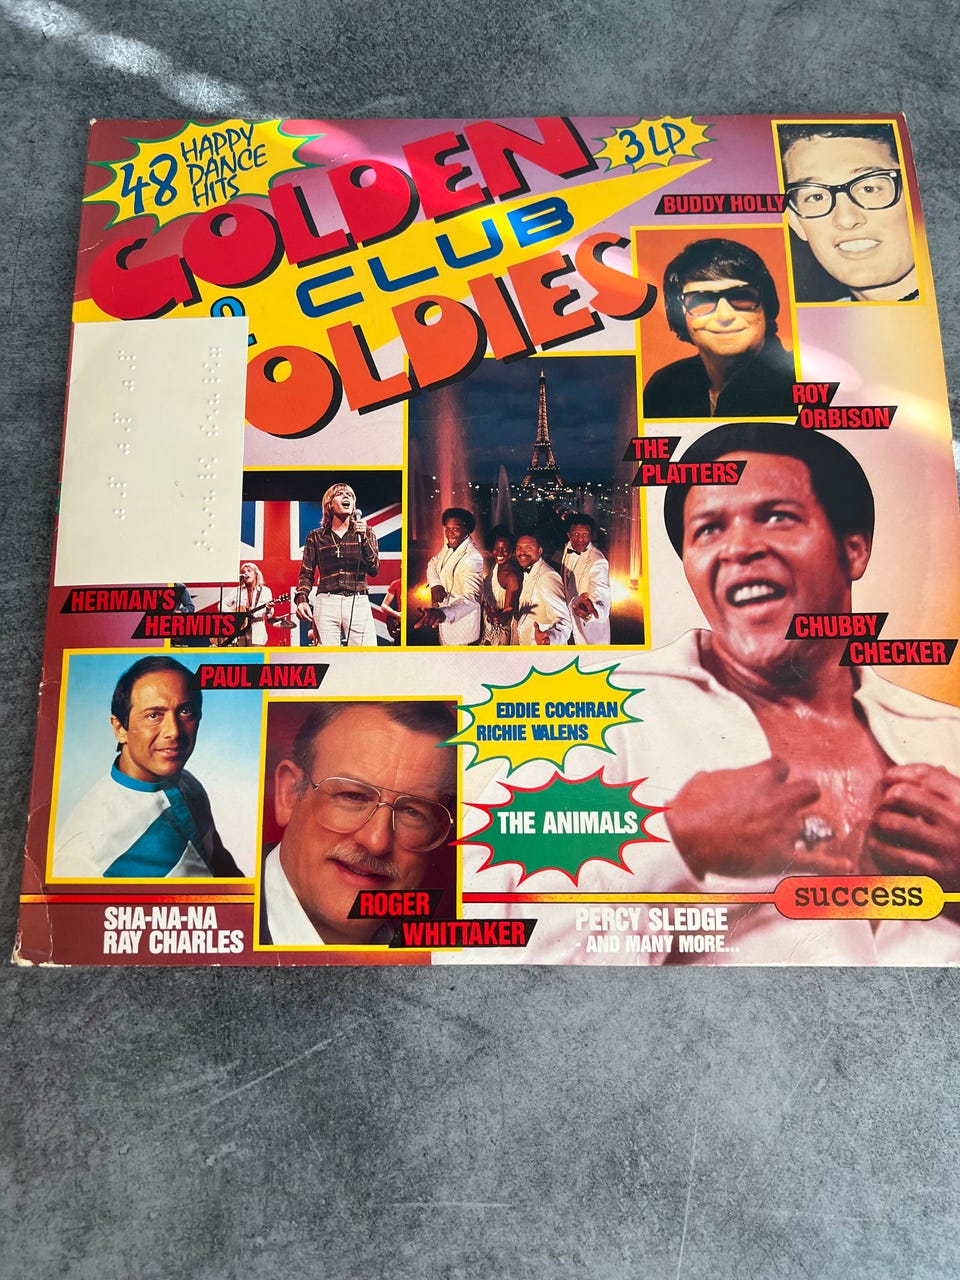 48 HAPPY
DANCE
HITS
GOLDEN
CLUB
OLDIES
3 LP
BUDDY HOLLY
ROY
ORBISON
THE
PLATTERS
CHUBBY
CHECKER
HERMAN'S
HERMITS
PAUL ANKA
EDDIE COCHRAN
RICHIE VALENS
THE ANIMALS
ROGER
WHITTAKER
success
SHA-NA-NA
RAY CHARLES
PERCY SLEDGE
- AND MANY MORE...